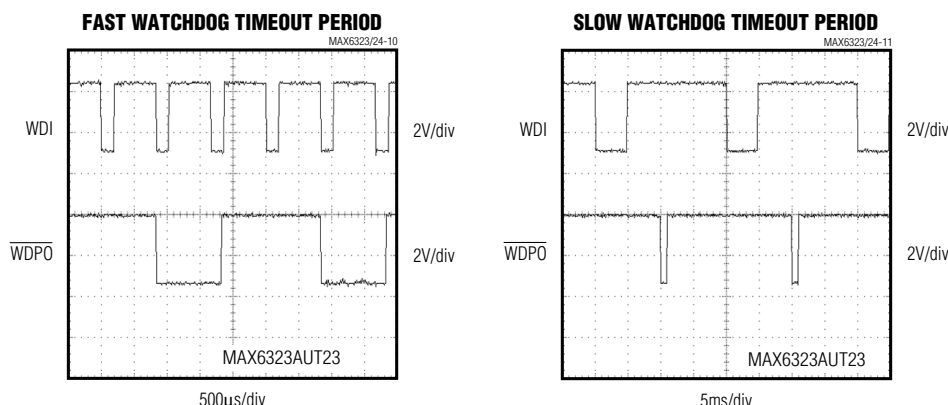 FAST WATCHDOG TIMEOUT PERIOD
MAX6323/24-10
WDI
2V/div
WDPO
2V/div
MAX6323AUT23
500µs/div
SLOW WATCHDOG TIMEOUT PERIOD
MAX6323/24-11
WDI
2V/div
WDPO
2V/div
MAX6323AUT23
5ms/div